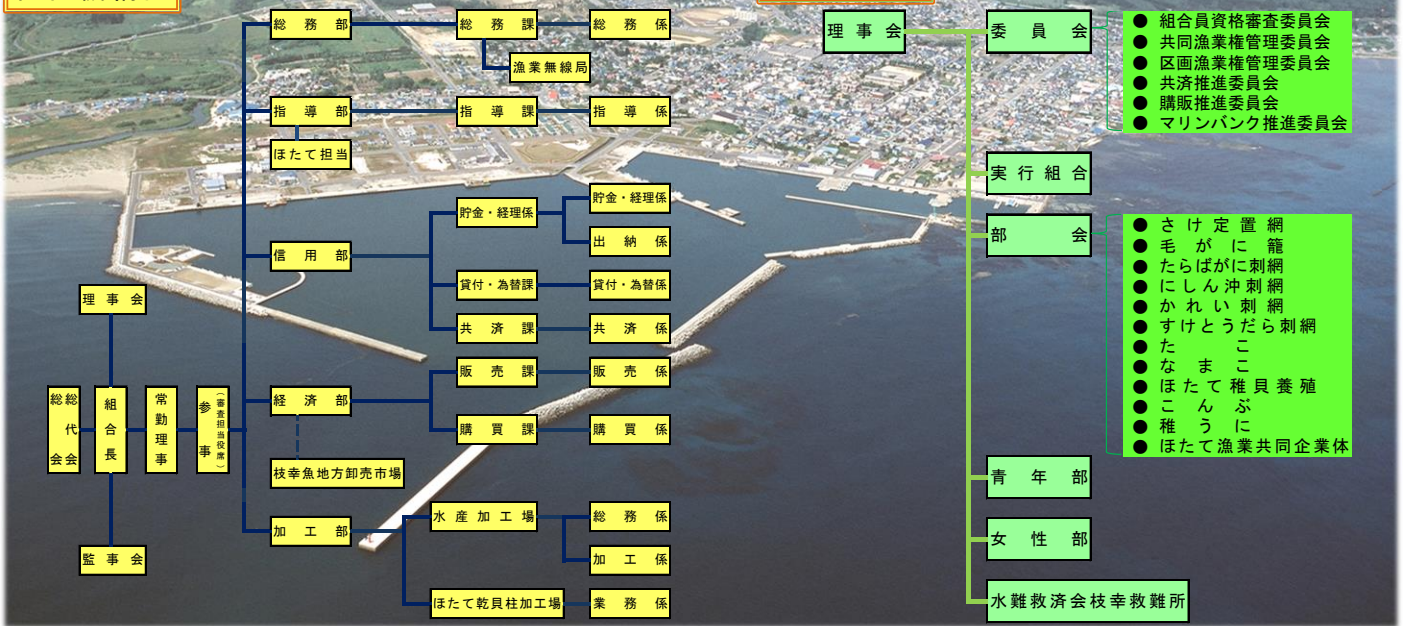 総務部
総務課
総務係
漁業無線局
指導部
指導課
指導係
ほたて担当
信用部
貯金・経理係
貯金・経理係
出納係
貸付・為替課
貸付・為替係
共済課
共済係
理事会
総会
総代会
組合長
常勤理事
参事
（審査担当役席）
監事会
経済部
販売課
販売係
購買課
購買係
枝幸魚地方卸売市場
加工部
水産加工場
総務係
加工係
ほたて乾貝柱加工場
業務係
理事会
委員会
● 組合員資格審査委員会
● 共同漁業権管理委員会
● 区画漁業権管理委員会
● 共済推進委員会
● 購販推進委員会
● マリンバンク推進委員会
実行組合
部会
● さけ定置網
● 毛がに籠
● たらばがに刺網
● にしん沖刺網
● かれい刺網
● すけとうだら刺網
● たこ
● なまこ
● ほたて稚貝養殖
● こんぶ
● 稚うに
● ほたて漁業共同企業体
青年部
女性部
水難救済会枝幸救難所